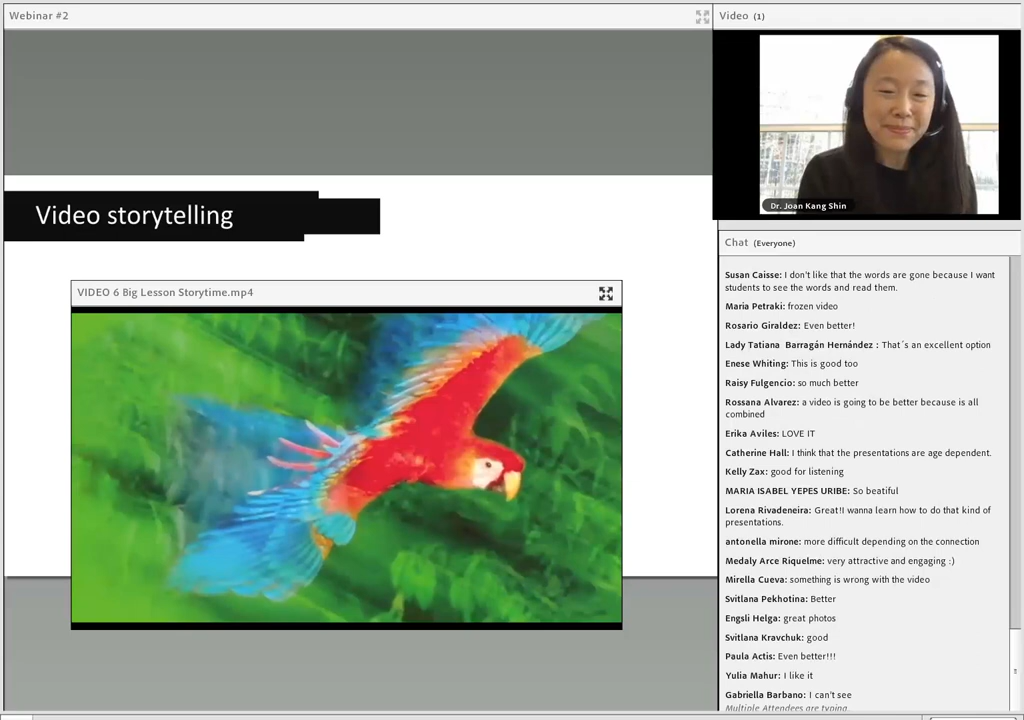 Webinar #2
Video (1)
Dr. Joan Kang Shin
Video storytelling
VIDEO 6 Big Lesson Storytime.mp4
Chat (Everyone)
Susan Caisse: I don't like that the words are gone because I want
students to see the words and read them.
Maria Petraki: frozen video
Rosario Giraldez: Even better!
Lady Tatiana Barragán Hernández : That´s an excellent option
Enese Whiting: This is good too
Raisy Fulgencio: so much better
Rossana Alvarez: a video is going to be better because is all
combined
Erika Aviles: LOVE IT
Catherine Hall: I think that the presentations are age dependent.
Kelly Zax: good for listening
MARIA ISABEL YEPES URIBE: So beatiful
Lorena Rivadeneira: Great!I wanna learn how to do that kind of
presentations.
antonella mirone: more difficult depending on the connection
Medaly Arce Riquelme: very attractive and engaging :)
Mirella Cueva: something is wrong with the video
Svitlana Pekhotina: Better
Engsli Helga: great photos
Svitlana Kravchuk: good
Paula Actis: Even better!!!
Yulia Mahur: I like it
Gabriella Barbano: I can't see
Multiple Attendees are typing.